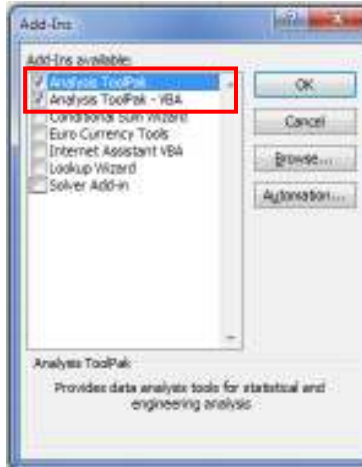 Add-Ins
Add-Ins available:
Analysis ToolPak
Analysis ToolPak - VBA
Conditional Sum Wizard
Euro Currency Tools
Internet Assistant VBA
Lookup Wizard
Solver Add-in
OK
Cancel
Browse...
Automation...
Analysis ToolPak
Provides data analysis tools for statistical and
engineering analysis